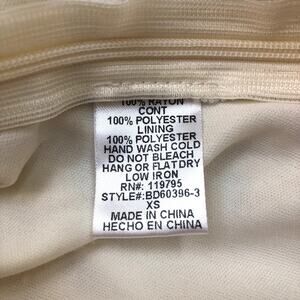 100% RAYON
CONT
100% POLYESTER
LINING
100% POLYESTER
HAND WASH COLD
DO NOT BLEACH
HANG OR FLAT DRY
LOW IRON
RN#: 119795
STYLE#:BD60396-3
XS
MADE IN CHINA
HECHO EN CHINA